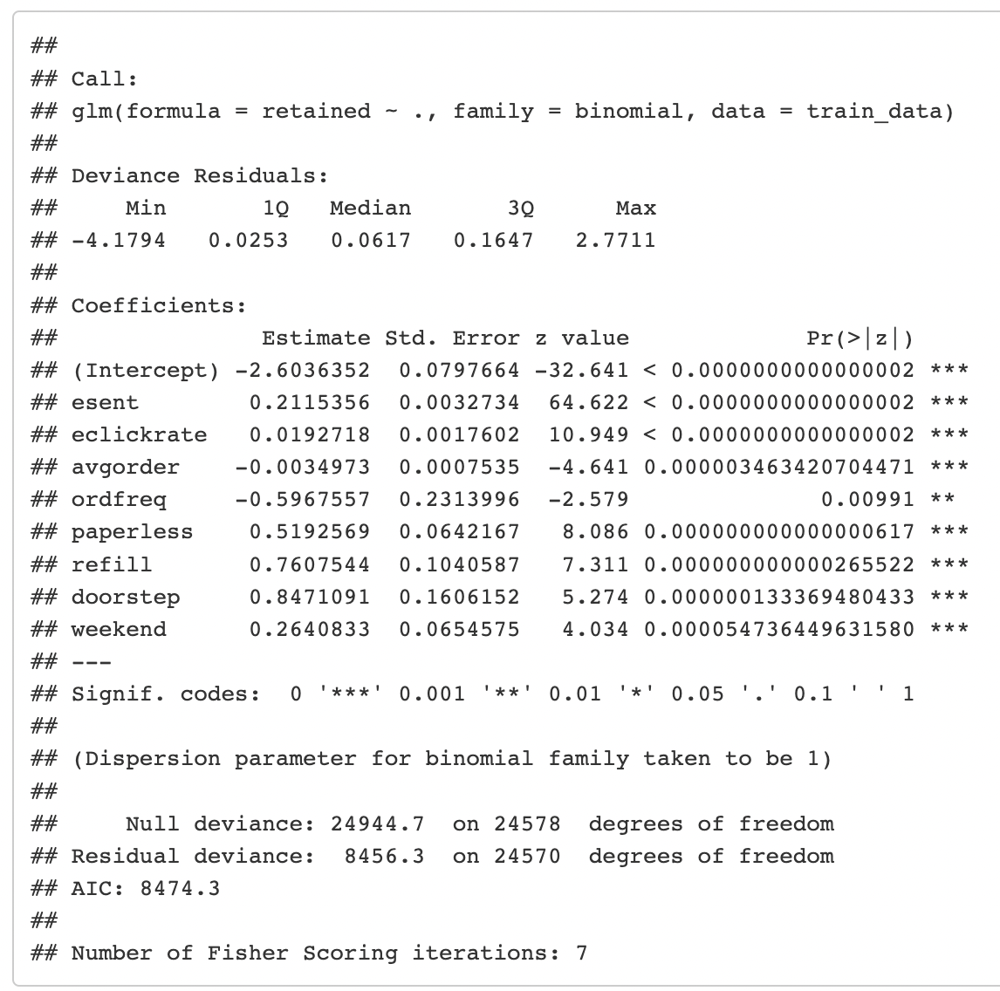 ##
## Call:
## glm(formula = retained ~ ., family = binomial, data = train_data)
##
## Deviance Residuals:
##     Min       1Q   Median       3Q      Max
## -4.1794   0.0253   0.0617   0.1647   2.7711
##
## Coefficients:
##               Estimate Std. Error z value             Pr(>|z|)
## (Intercept) -2.6036352  0.0797664 -32.641 < 0.0000000000000002 ***
## esent        0.2115356  0.0032734  64.622 < 0.0000000000000002 ***
## eclickrate   0.0192718  0.0017602  10.949 < 0.0000000000000002 ***
## avgorder    -0.0034973  0.0007535  -4.641 0.000003463420704471 ***
## ordfreq     -0.5967557  0.2313996  -2.579              0.00991 **
## paperless    0.5192569  0.0642167   8.086 0.000000000000000617 ***
## refill       0.7607544  0.1040587   7.311 0.000000000000265522 ***
## doorstep     0.8471091  0.1606152   5.274 0.000000133369480433 ***
## weekend      0.2640833  0.0654575   4.034 0.000054736449631580 ***
## ---
## Signif. codes:  0 '***' 0.001 '**' 0.01 '*' 0.05 '.' 0.1 ' ' 1
##
## (Dispersion parameter for binomial family taken to be 1)
##
##     Null deviance: 24944.7  on 24578  degrees of freedom
## Residual deviance:  8456.3  on 24570  degrees of freedom
## AIC: 8474.3
##
## Number of Fisher Scoring iterations: 7